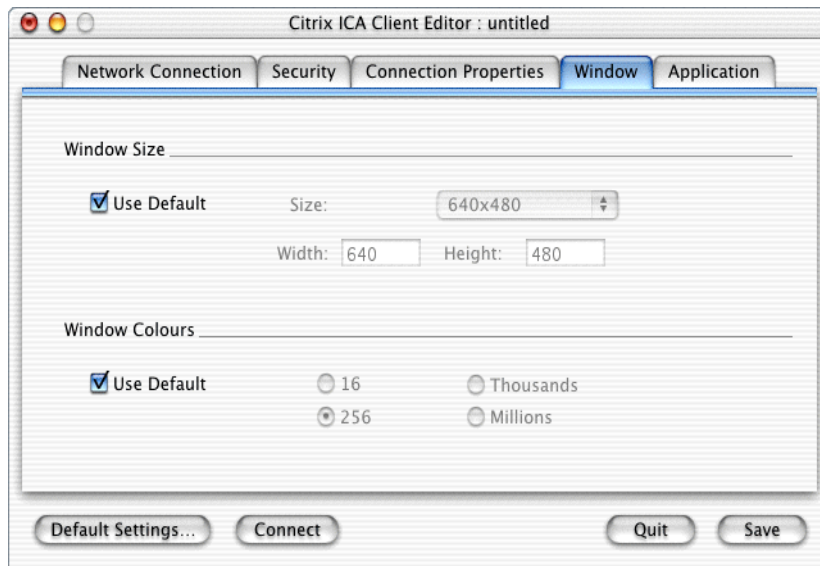 Citrix ICA Client Editor : untitled
Network Connection Security Connection Properties Window Application
Window Size
Use Default Size: 640x480
Width: 640 Height: 480
Window Colours
Use Default 16 Thousands
256 Millions
Default Settings... Connect Quit Save